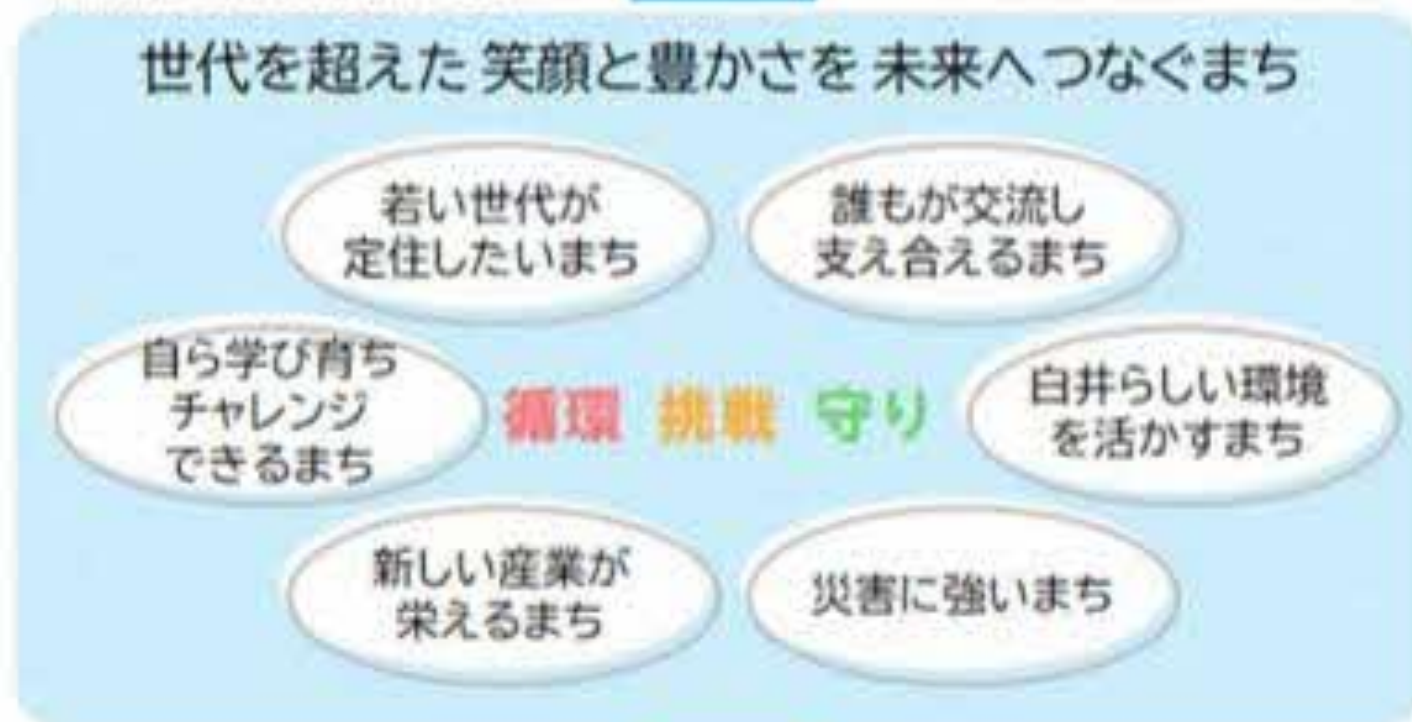 世代を超えた 笑顔と豊かさを 未来へつなぐまち
若い世代が
定住したいまち
誰もが交流し
支え合えるまち
自ら学び育ち
チャレンジ
できるまち
循環 挑戦 守り
白井らしい環境
を活かすまち
新しい産業が
栄えるまち
災害に強いまち